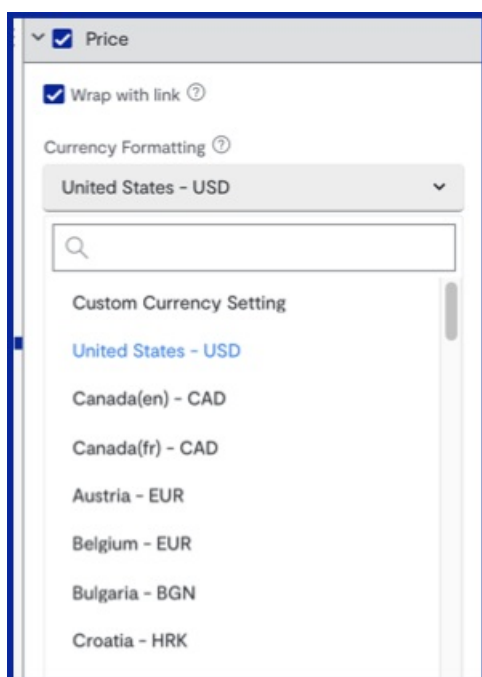 Price
Wrap with link
Currency Formatting
United States - USD
Custom Currency Setting
United States - USD
Canada(en) - CAD
Canada(fr) - CAD
Austria - EUR
Belgium - EUR
Bulgaria - BGN
Croatia - HRK